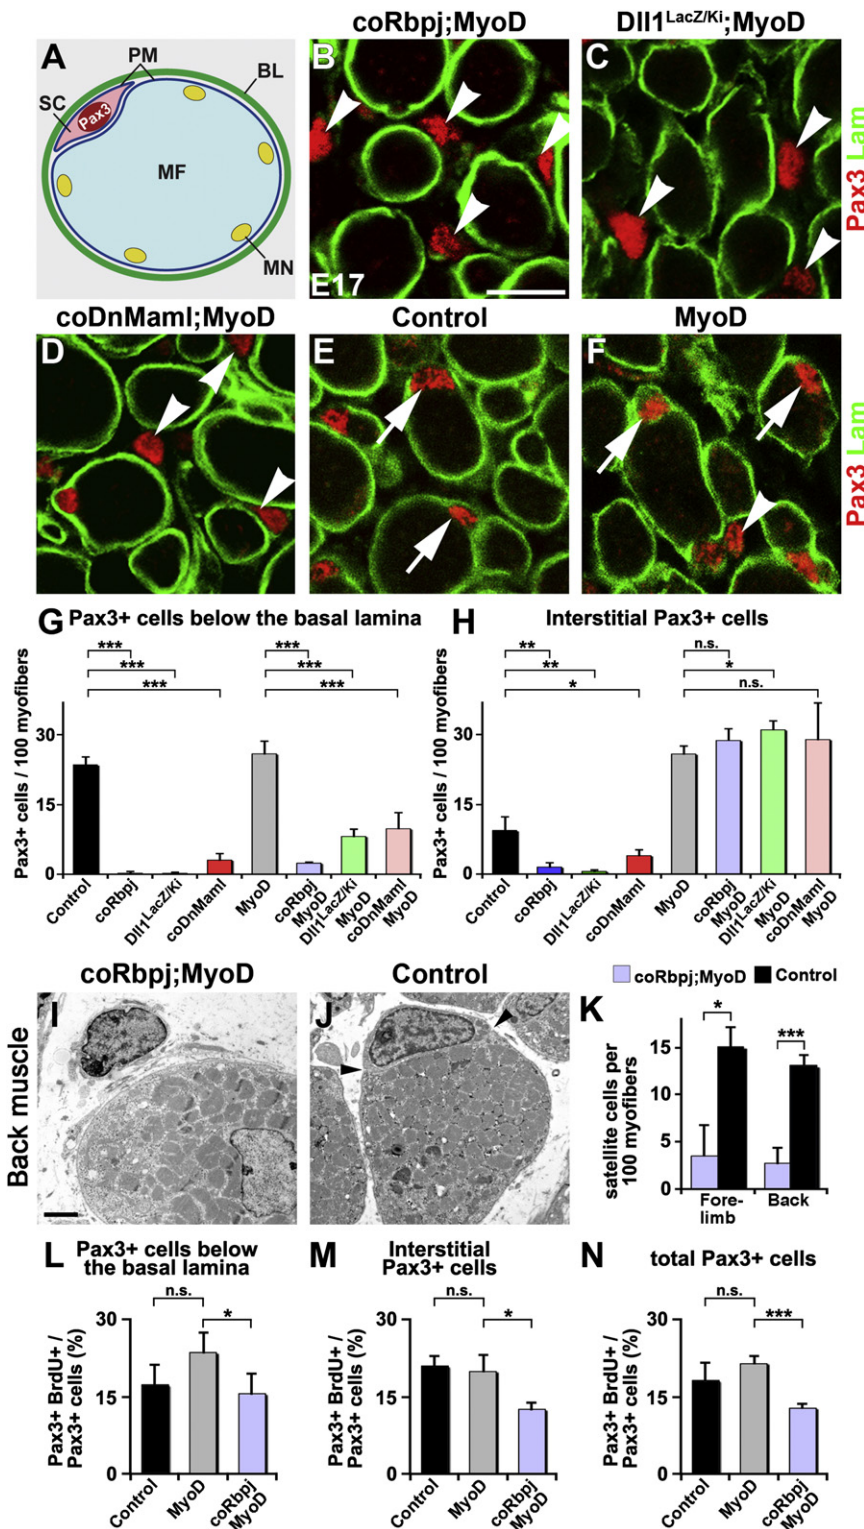 coRbpj;MyoD
Dll1LacZ/Ki;MyoD
A
PM
BL
SC
Pax3
MF
MN
B
E17
C
Pax3 Lam
coDnMaml;MyoD
Control
MyoD
D
E
F
Pax3 Lam
G Pax3+ cells below the basal lamina
Pax3+ cells / 100 myofibers
30
15
0
***
***
***
***
***
***
Control
coRbpj
Dll1LacZ/Ki
coDnMaml
MyoD
coRbpj
MyoD
Dll1LacZ/Ki
MyoD
coDnMaml
MyoD
H Interstitial Pax3+ cells
Pax3+ cells / 100 myofibers
30
15
0
**
**
*
n.s.
*
n.s.
Control
coRbpj
Dll1LacZ/Ki
coDnMaml
MyoD
coRbpj
MyoD
Dll1LacZ/Ki
MyoD
coDnMaml
MyoD
coRbpj;MyoD
Control
Back muscle
I
J
coRbpj;MyoD
Control
K
satellite cells per
100 myofibers
15
10
5
0
*
***
Fore-
limb
Back
L Pax3+ cells below
the basal lamina
Pax3+ BrdU+ /
Pax3+ cells (%)
30
15
0
n.s.
*
Control
MyoD
coRbpj
MyoD
M Interstitial
Pax3+ cells
Pax3+ BrdU+ /
Pax3+ cells (%)
30
15
0
n.s.
*
Control
MyoD
coRbpj
MyoD
N total Pax3+ cells
Pax3+ BrdU+ /
Pax3+ cells (%)
30
15
0
n.s.
***
Control
MyoD
coRbpj
MyoD